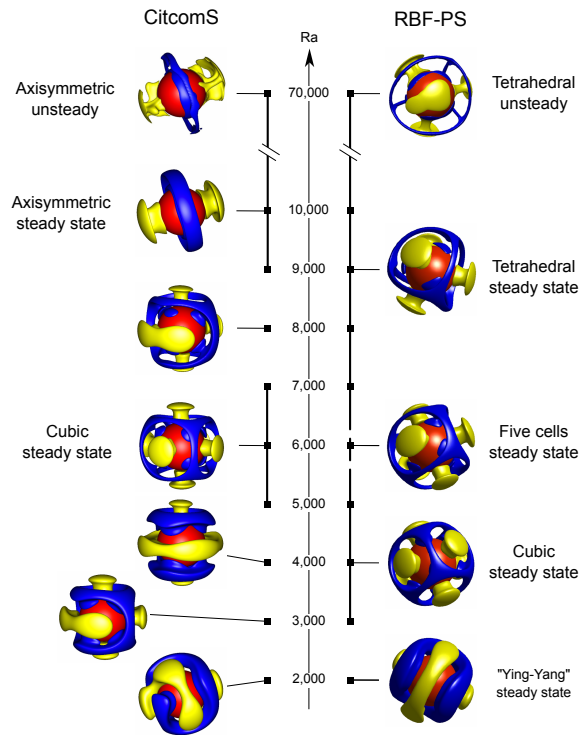 CitcomS
RBF-PS
Ra
Axisymmetric
unsteady
70,000
Tetrahedral
unsteady
Axisymmetric
steady state
10,000
9,000
Tetrahedral
steady state
8,000
7,000
Cubic
steady state
6,000
Five cells
steady state
5,000
4,000
Cubic
steady state
3,000
2,000
"Ying-Yang"
steady state